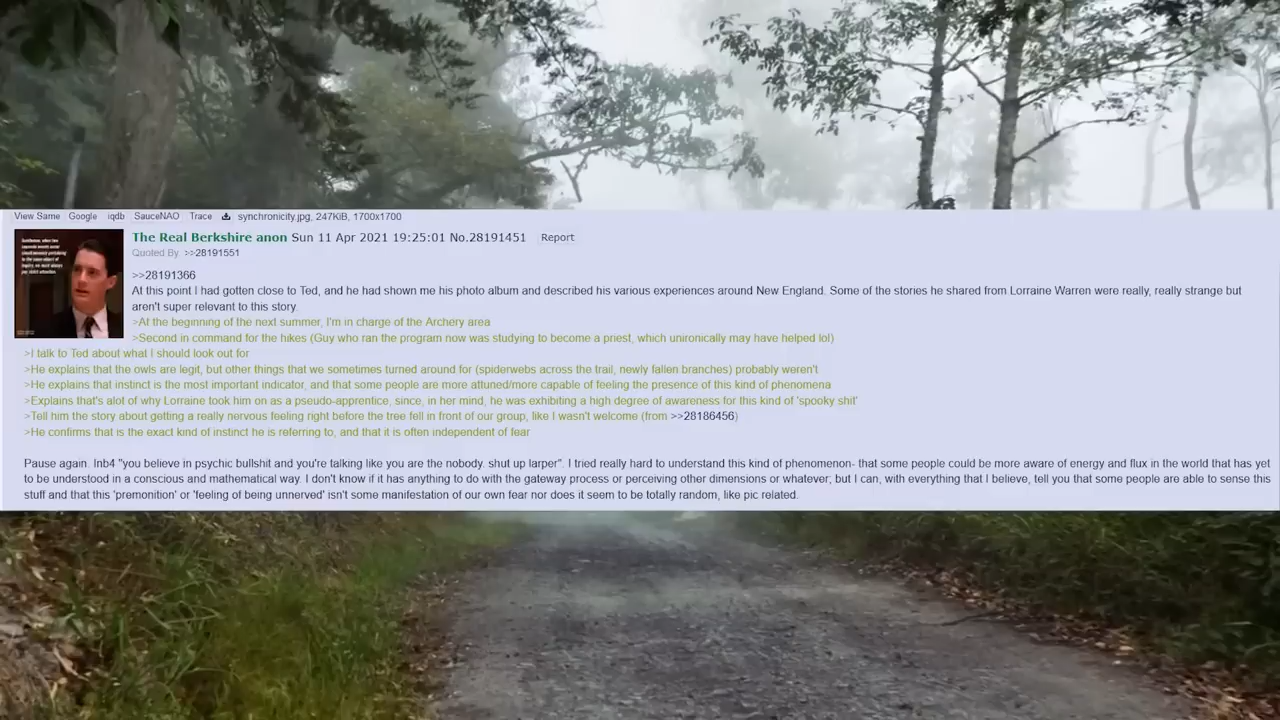 View Same Google iqdb SauceNAO Trace synchronicity.jpg, 247KiB, 1700x1700
The Real Berkshire anon Sun 11 Apr 2021 19:25:01 No.28191451 Report
Quoted By: >>28191551
>>28191366
At this point I had gotten close to Ted, and he had shown me his photo album and described his various experiences around New England. Some of the stories he shared from Lorraine Warren were really, really strange but
aren't super relevant to this story.
>At the beginning of the next summer, I'm in charge of the Archery area
>Second in command for the hikes (Guy who ran the program now was studying to become a priest, which unironically may have helped lol)
>I talk to Ted about what I should look out for
>He explains that the owls are legit, but other things that we sometimes turned around for (spiderwebs across the trail, newly fallen branches) probably weren't
>He explains that instinct is the most important indicator, and that some people are more attuned/more capable of feeling the presence of this kind of phenomena
>Explains that's alot of why Lorraine took him on as a pseudo-apprentice, since, in her mind, he was exhibiting a high degree of awareness for this kind of 'spooky shit'
>Tell him the story about getting a really nervous feeling right before the tree fell in front of our group, like I wasn't welcome (from >>28186456)
>He confirms that is the exact kind of instinct he is referring to, and that it is often independent of fear
Pause again. Inb4 "you believe in psychic bullshit and you're talking like you are the nobody. shut up larper". I tried really hard to understand this kind of phenomenon- that some people could be more aware of energy and flux in the world that has yet
to be understood in a conscious and mathematical way. I don't know if it has anything to do with the gateway process or perceiving other dimensions or whatever; but I can, with everything that I believe, tell you that some people are able to sense this
stuff and that this 'premonition' or 'feeling of being unnerved' isn't some manifestation of our own fear nor does it seem to be totally random, like pic related.